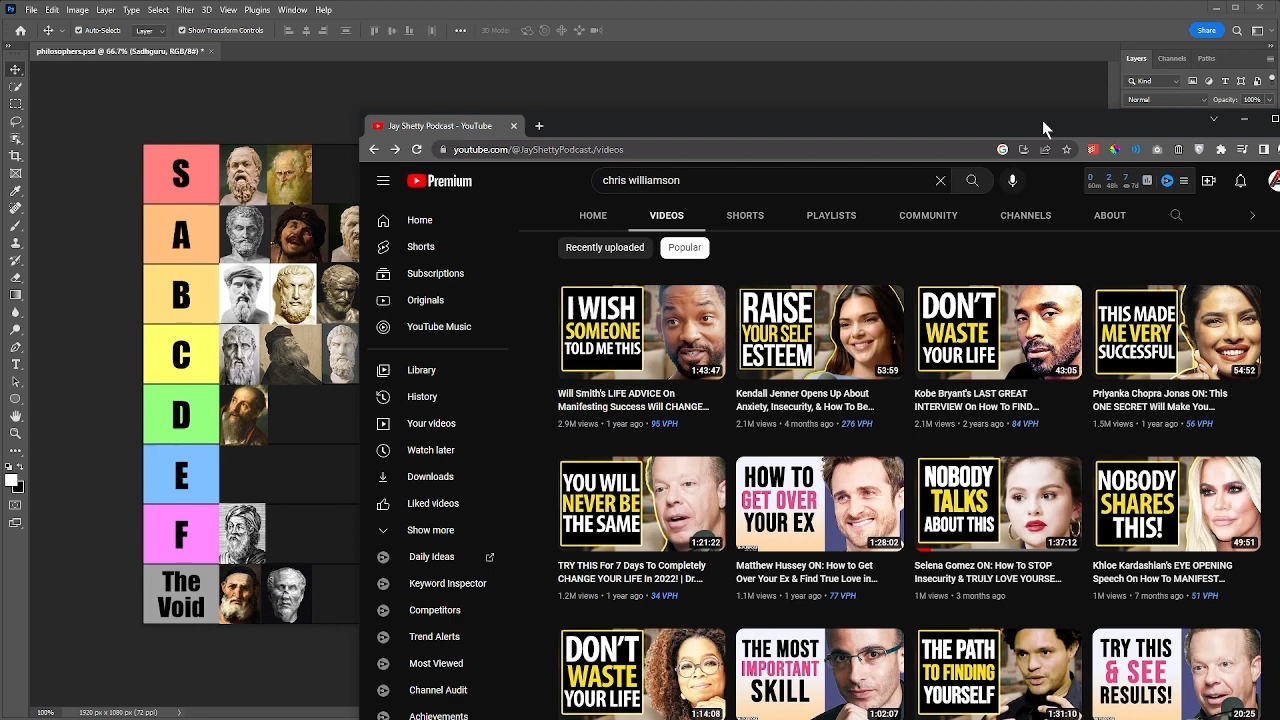 Ps File Edit Image Layer Type Select Filter 3D View Plugins Window Help
Auto-Select: Layer Show Transform Controls 3D Mode: Share
philosophers.psd @ 66.7% (Sadhguru, RGB/8#) *
Layers Channels Paths
Kind
Normal Opacity: 100%
S
A
B
C
D
E
F
The
Void
100% 1920 px x 1080 px (72 ppi)
Jay Shetty Podcast - YouTube
youtube.com/@JayShettyPodcast./videos
Premium
chris williamson
0 2 ?
60m 48h 7d
HOME VIDEOS SHORTS PLAYLISTS COMMUNITY CHANNELS ABOUT
Recently uploaded Popular
Home
Shorts
Subscriptions
Originals
YouTube Music
Library
History
Your videos
Watch later
Downloads
Liked videos
Show more
Daily Ideas
Keyword Inspector
Competitors
Trend Alerts
Most Viewed
Channel Audit
Achievements
I WISH
SOMEONE
TOLD ME THIS
1:43:47
Will Smith's LIFE ADVICE On
Manifesting Success Will CHANGE...
2.9M views • 1 year ago • 95 VPH
RAISE
YOUR SELF
ESTEEM
53:59
Kendall Jenner Opens Up About
Anxiety, Insecurity, & How To Be...
2.1M views • 4 months ago • 276 VPH
DON'T
WASTE
YOUR LIFE
43:05
Kobe Bryant's LAST GREAT
INTERVIEW On How To FIND...
2.1M views • 2 years ago • 84 VPH
THIS MADE
ME VERY
SUCCESSFUL
54:52
Priyanka Chopra Jonas ON: This
ONE SECRET Will Make You...
1.5M views • 1 year ago • 56 VPH
YOU WILL
NEVER BE
THE SAME
1:21:22
TRY THIS For 7 Days To Completely
CHANGE YOUR LIFE In 2022! | Dr....
1.2M views • 1 year ago • 34 VPH
HOW TO
GET OVER
YOUR EX
1:28:02
Matthew Hussey ON: How to Get
Over Your Ex & Find True Love in...
1.1M views • 1 year ago • 77 VPH
NOBODY
TALKS
ABOUT THIS
1:37:12
Selena Gomez ON: How To STOP
Insecurity & TRULY LOVE YOURSE...
1M views • 3 months ago
NOBODY
SHARES
THIS!
49:51
Khloe Kardashian's EYE OPENING
Speech On How To MANIFEST...
1M views • 7 months ago • 51 VPH
DON'T
WASTE
YOUR LIFE
1:14:08
THE MOST
IMPORTANT
SKILL
1:02:07
THE PATH
TO FINDING
YOURSELF
1:31:10
TRY THIS
& SEE
RESULTS!
20:25